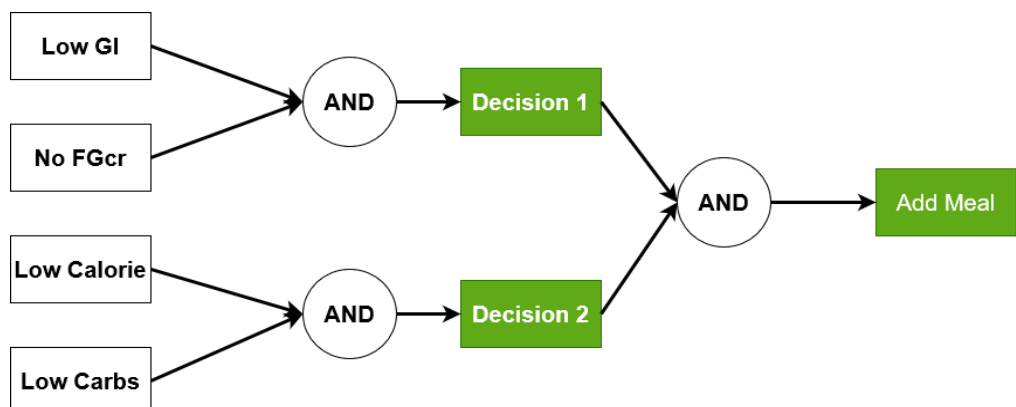 Low GI
AND
Decision 1
No FGcr
AND
Add Meal
Low Calorie
AND
Decision 2
Low Carbs